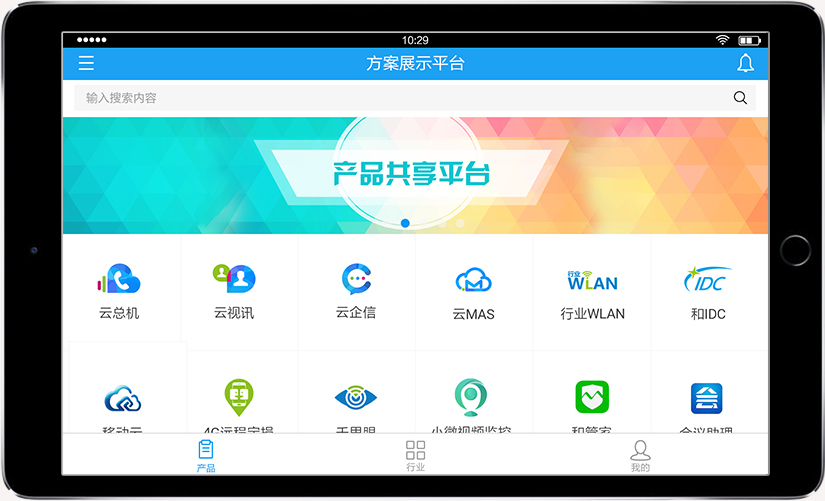 10:29
方案展示平台
输入搜索内容
产品共享平台
云总机
云视讯
云企信
云MAS
行业
WLAN
行业WLAN
IDC
和IDC
移动云
4G远程定损
千里眼
小微视频监控
和管家
会议助理
产品
行业
我的